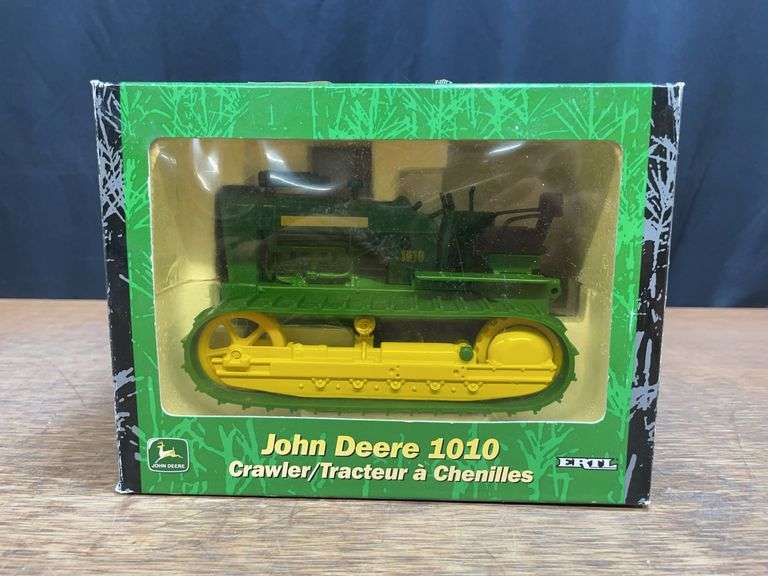 1010
John Deere 1010
Crawler/Tracteur à Chenilles
JOHN DEERE
ERTL